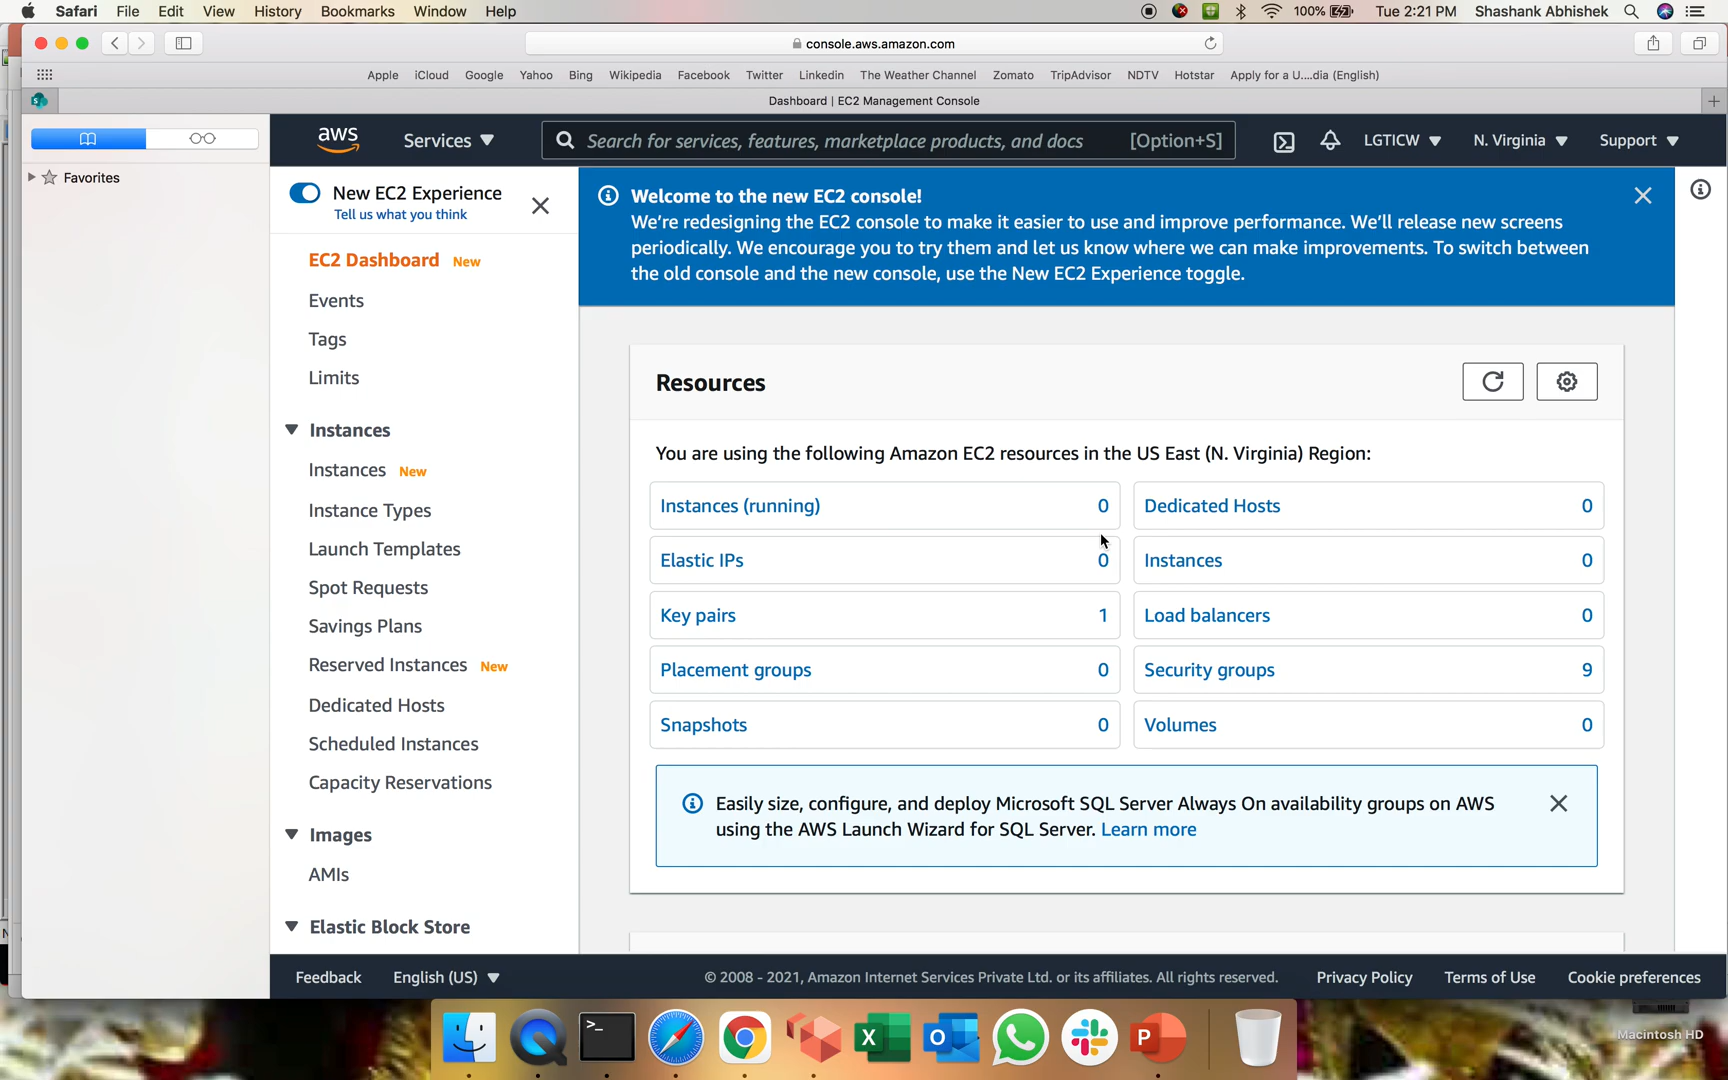 Safari File Edit View History Bookmarks Window Help
100% Tue 2:21 PM Shashank Abhishek
console.aws.amazon.com
Apple iCloud Google Yahoo Bing Wikipedia Facebook Twitter Linkedin The Weather Channel Zomato TripAdvisor NDTV Hotstar Apply for a U....dia (English)
Dashboard | EC2 Management Console
aws Services Search for services, features, marketplace products, and docs [Option+S] LGTICW N. Virginia Support
Favorites
New EC2 Experience
Tell us what you think
EC2 Dashboard New
Events
Tags
Limits
Instances
Instances New
Instance Types
Launch Templates
Spot Requests
Savings Plans
Reserved Instances New
Dedicated Hosts
Scheduled Instances
Capacity Reservations
Images
AMIs
Elastic Block Store
Welcome to the new EC2 console!
We're redesigning the EC2 console to make it easier to use and improve performance. We'll release new screens
periodically. We encourage you to try them and let us know where we can make improvements. To switch between
the old console and the new console, use the New EC2 Experience toggle.
Resources
You are using the following Amazon EC2 resources in the US East (N. Virginia) Region:
Instances (running) 0 Dedicated Hosts 0
Elastic IPs 0 Instances 0
Key pairs 1 Load balancers 0
Placement groups 0 Security groups 9
Snapshots 0 Volumes 0
Easily size, configure, and deploy Microsoft SQL Server Always On availability groups on AWS
using the AWS Launch Wizard for SQL Server. Learn more
Feedback English (US) © 2008 - 2021, Amazon Internet Services Private Ltd. or its affiliates. All rights reserved. Privacy Policy Terms of Use Cookie preferences
Macintosh HD